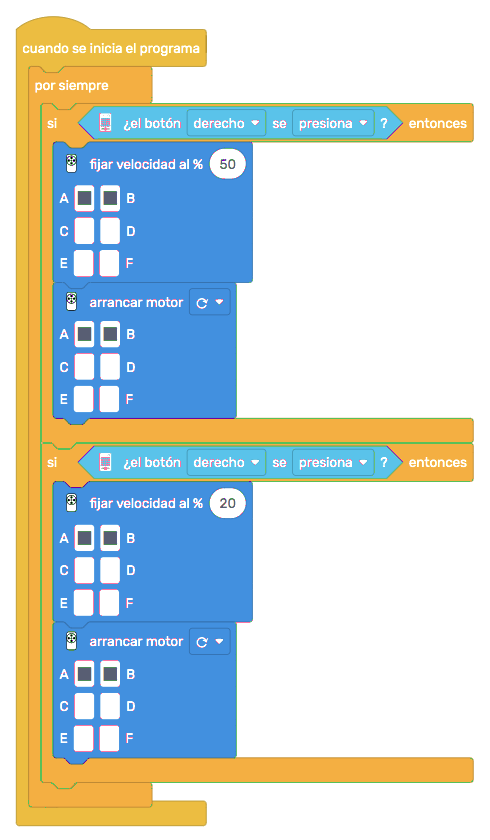 cuando se inicia el programa
por siempre
si ¿el botón derecho se presiona ? entonces
fijar velocidad al % 50
A B
C D
E F
arrancar motor
A B
C D
E F
si ¿el botón derecho se presiona ? entonces
fijar velocidad al % 20
A B
C D
E F
arrancar motor
A B
C D
E F